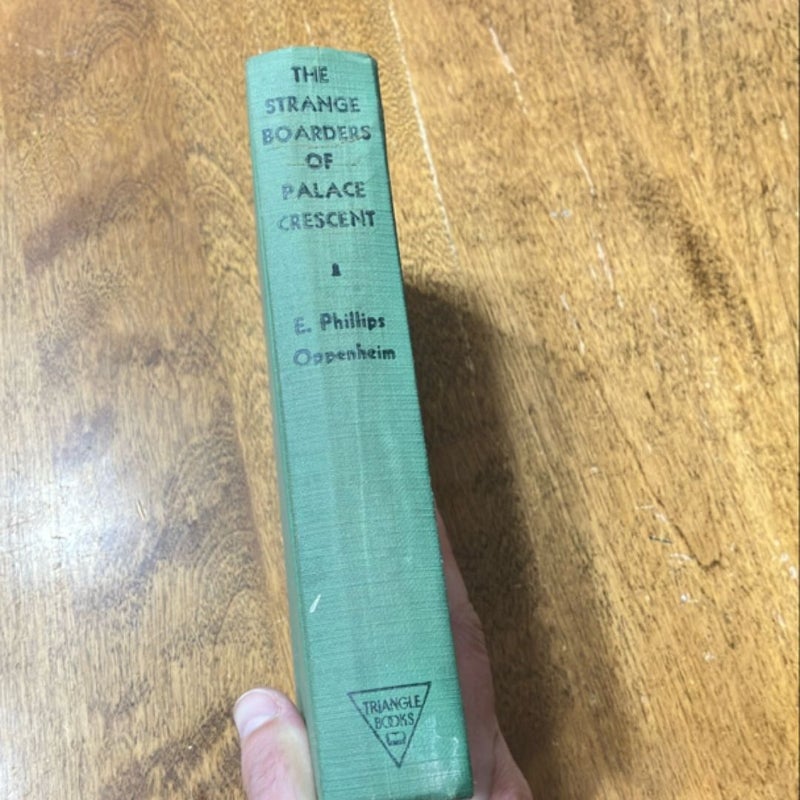 THE
STRANGE
BOARDERS
OF
PALACE
CRESCENT
E. Phillips
Oppenheim
TRIANGLE
BOOKS